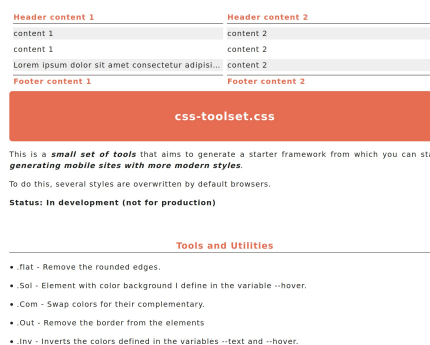 Header content 1 Header content 2
content 1 content 2
content 1 content 2
Lorem ipsum dolor sit amet consectetur adipisi... content 2
Footer content 1 Footer content 2
css-toolset.css
This is a small set of tools that aims to generate a starter framework from which you can
generating mobile sites with more modern styles.
To do this, several styles are overwritten by default browsers.
Status: In development (not for production)
Tools and Utilities
• .flat - Remove the rounded edges.
• .Sol - Element with color background I define in the variable --hover.
• .Com - Swap colors for their complementary.
• .Out - Remove the border from the elements
• .Inv - Inverts the colors defined in the variables --text and --hover.